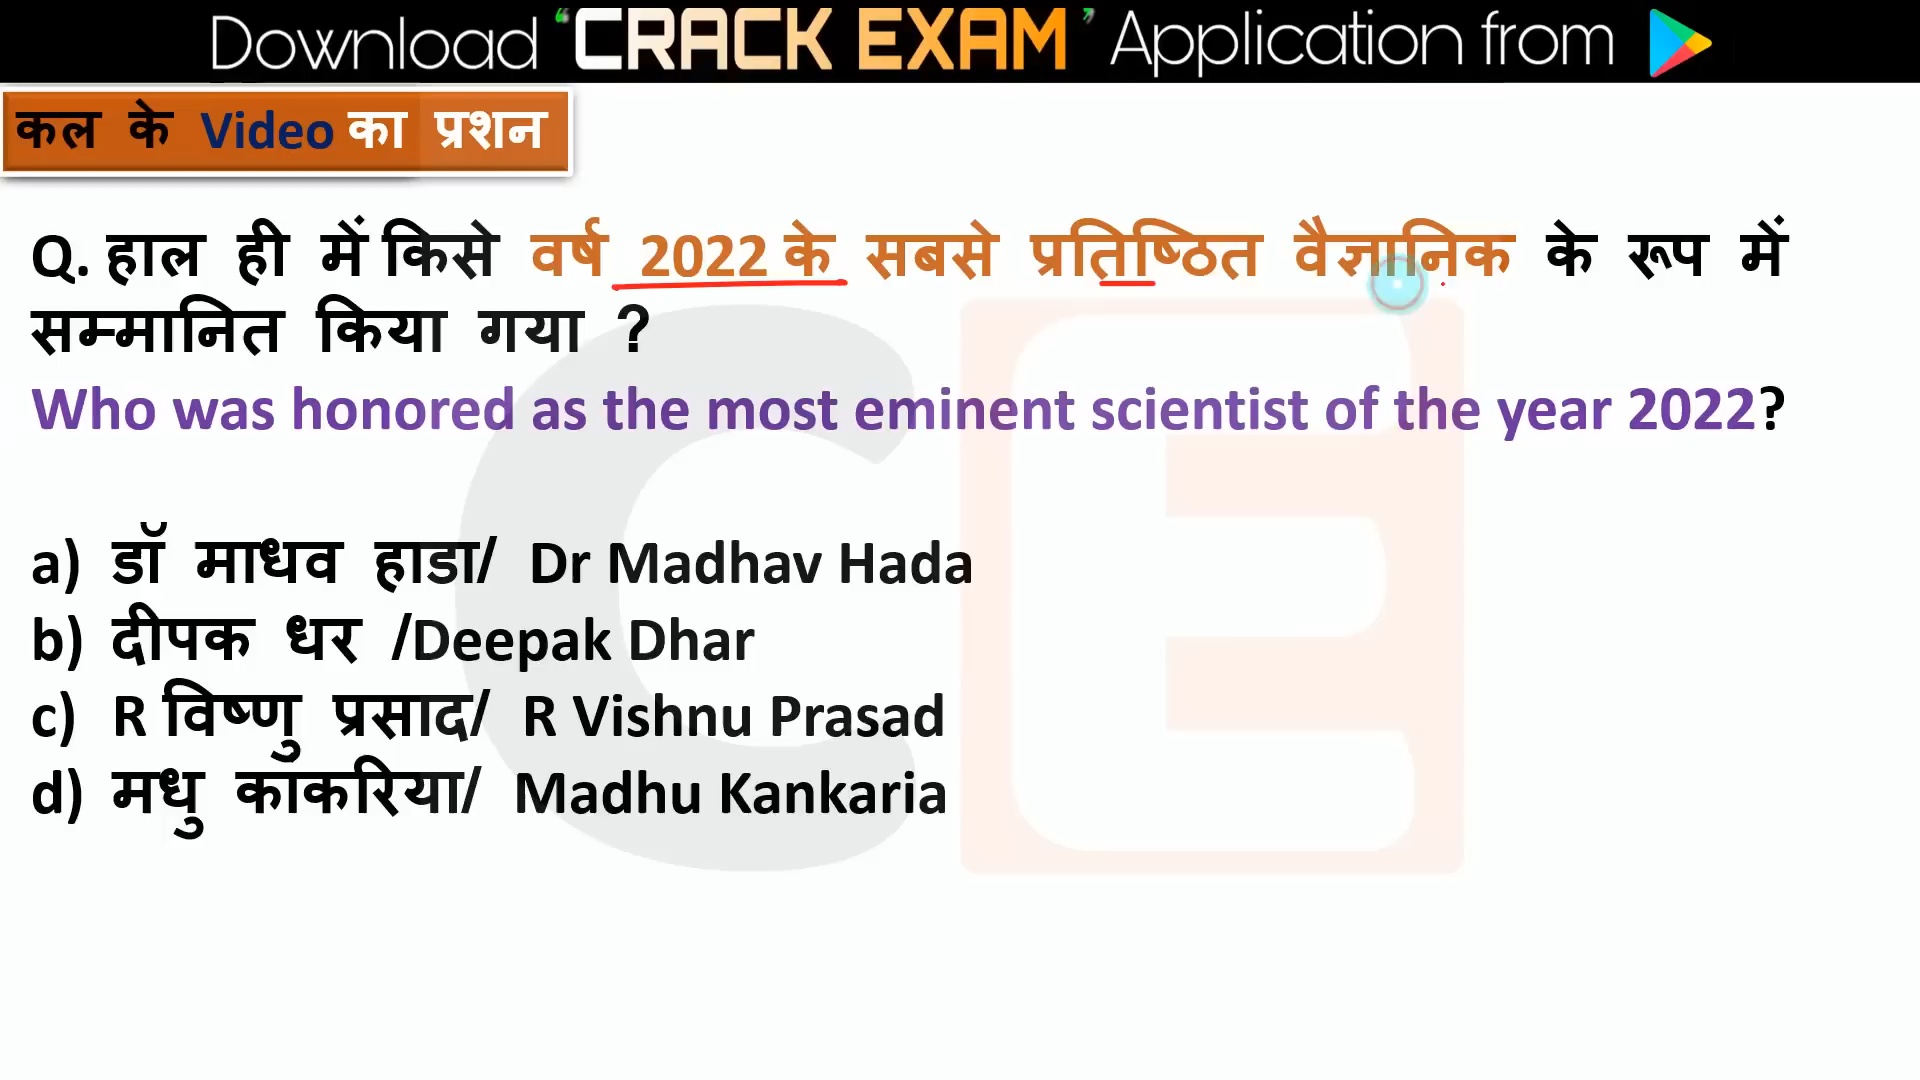 Download “CRACK EXAM” Application from
कल के Video का प्रशन
Q. हाल ही में किसे वर्ष 2022 के सबसे प्रतिष्ठित वैज्ञानिक के रूप में
सम्मानित किया गया ?
Who was honored as the most eminent scientist of the year 2022?
a) डॉ माधव हाडा/ Dr Madhav Hada
b) दीपक धर /Deepak Dhar
c) R विष्णु प्रसाद/ R Vishnu Prasad
d) मधु कांकरिया/ Madhu Kankaria
CE